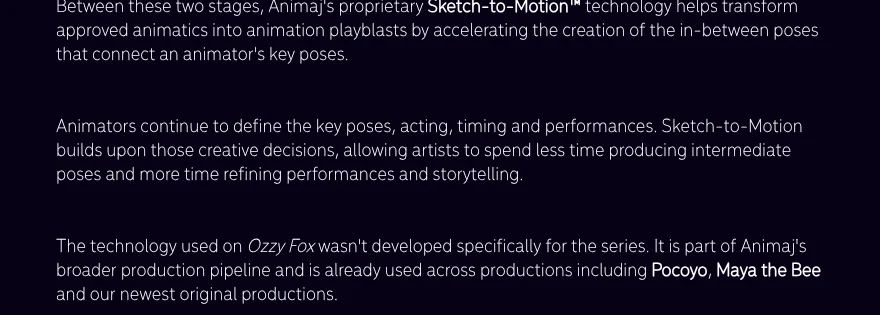 Between these two stages, Animaj's proprietary Sketch-to-Motion™ technology helps transform
approved animatics into animation playblasts by accelerating the creation of the in-between poses
that connect an animator's key poses.
Animators continue to define the key poses, acting, timing and performances. Sketch-to-Motion
builds upon those creative decisions, allowing artists to spend less time producing intermediate
poses and more time refining performances and storytelling.
The technology used on Ozzy Fox wasn't developed specifically for the series. It is part of Animaj's
broader production pipeline and is already used across productions including Pocoyo, Maya the Bee
and our newest original productions.